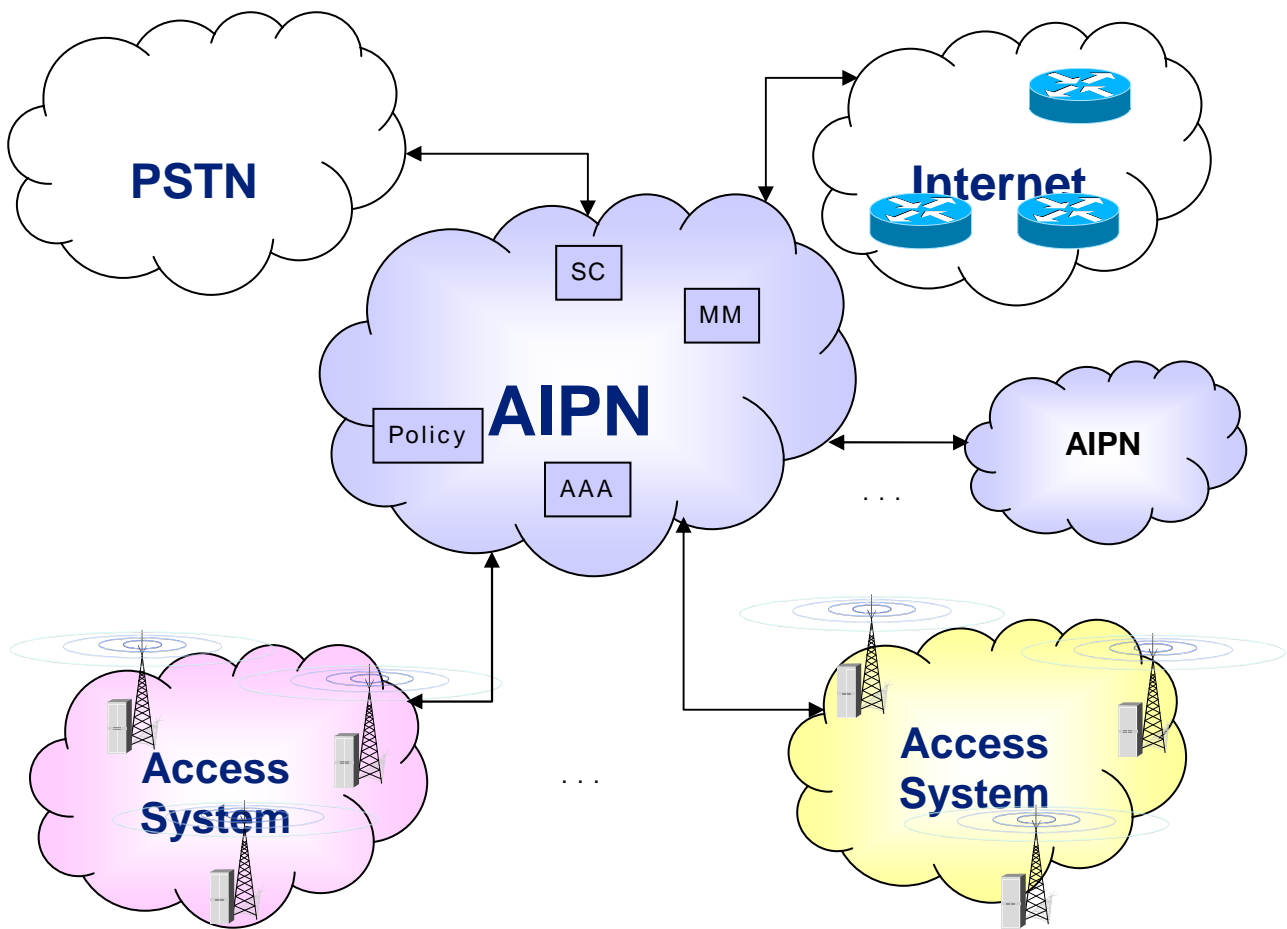 PSTN
Internet
SC
MM
AIPN
Policy
AAA
AIPN
. . .
Access
System
. . .
Access
System